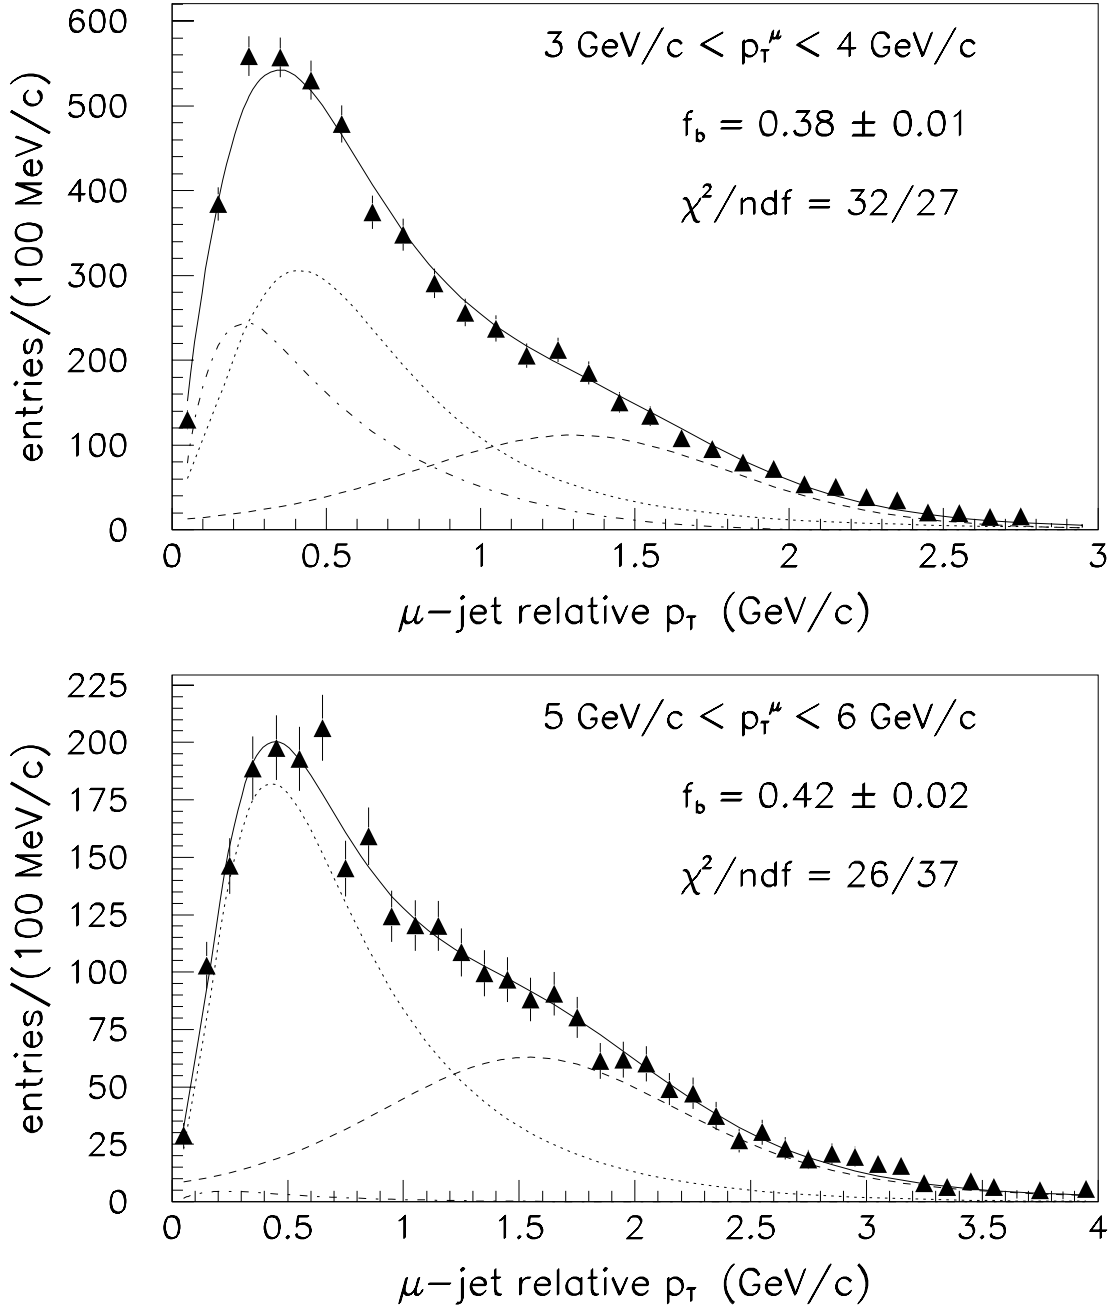 600
500
400
300
200
100
0
entries/(100 MeV/c)
3 GeV/c < p_T^μ < 4 GeV/c
f_b = 0.38 ± 0.01
χ²/ndf = 32/27
0 0.5 1 1.5 2 2.5 3
μ-jet relative p_T (GeV/c)
225
200
175
150
125
100
75
50
25
0
entries/(100 MeV/c)
5 GeV/c < p_T^μ < 6 GeV/c
f_b = 0.42 ± 0.02
χ²/ndf = 26/37
0 0.5 1 1.5 2 2.5 3 3.5 4
μ-jet relative p_T (GeV/c)